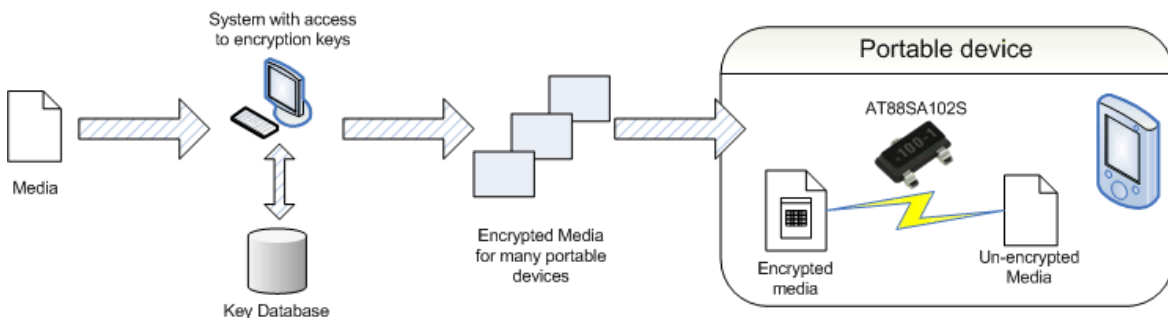 System with access
to encryption keys
Media
Key Database
Encrypted Media
for many portable
devices
Portable device
AT88SA102S
-100-1
Encrypted
media
Un-encrypted
Media